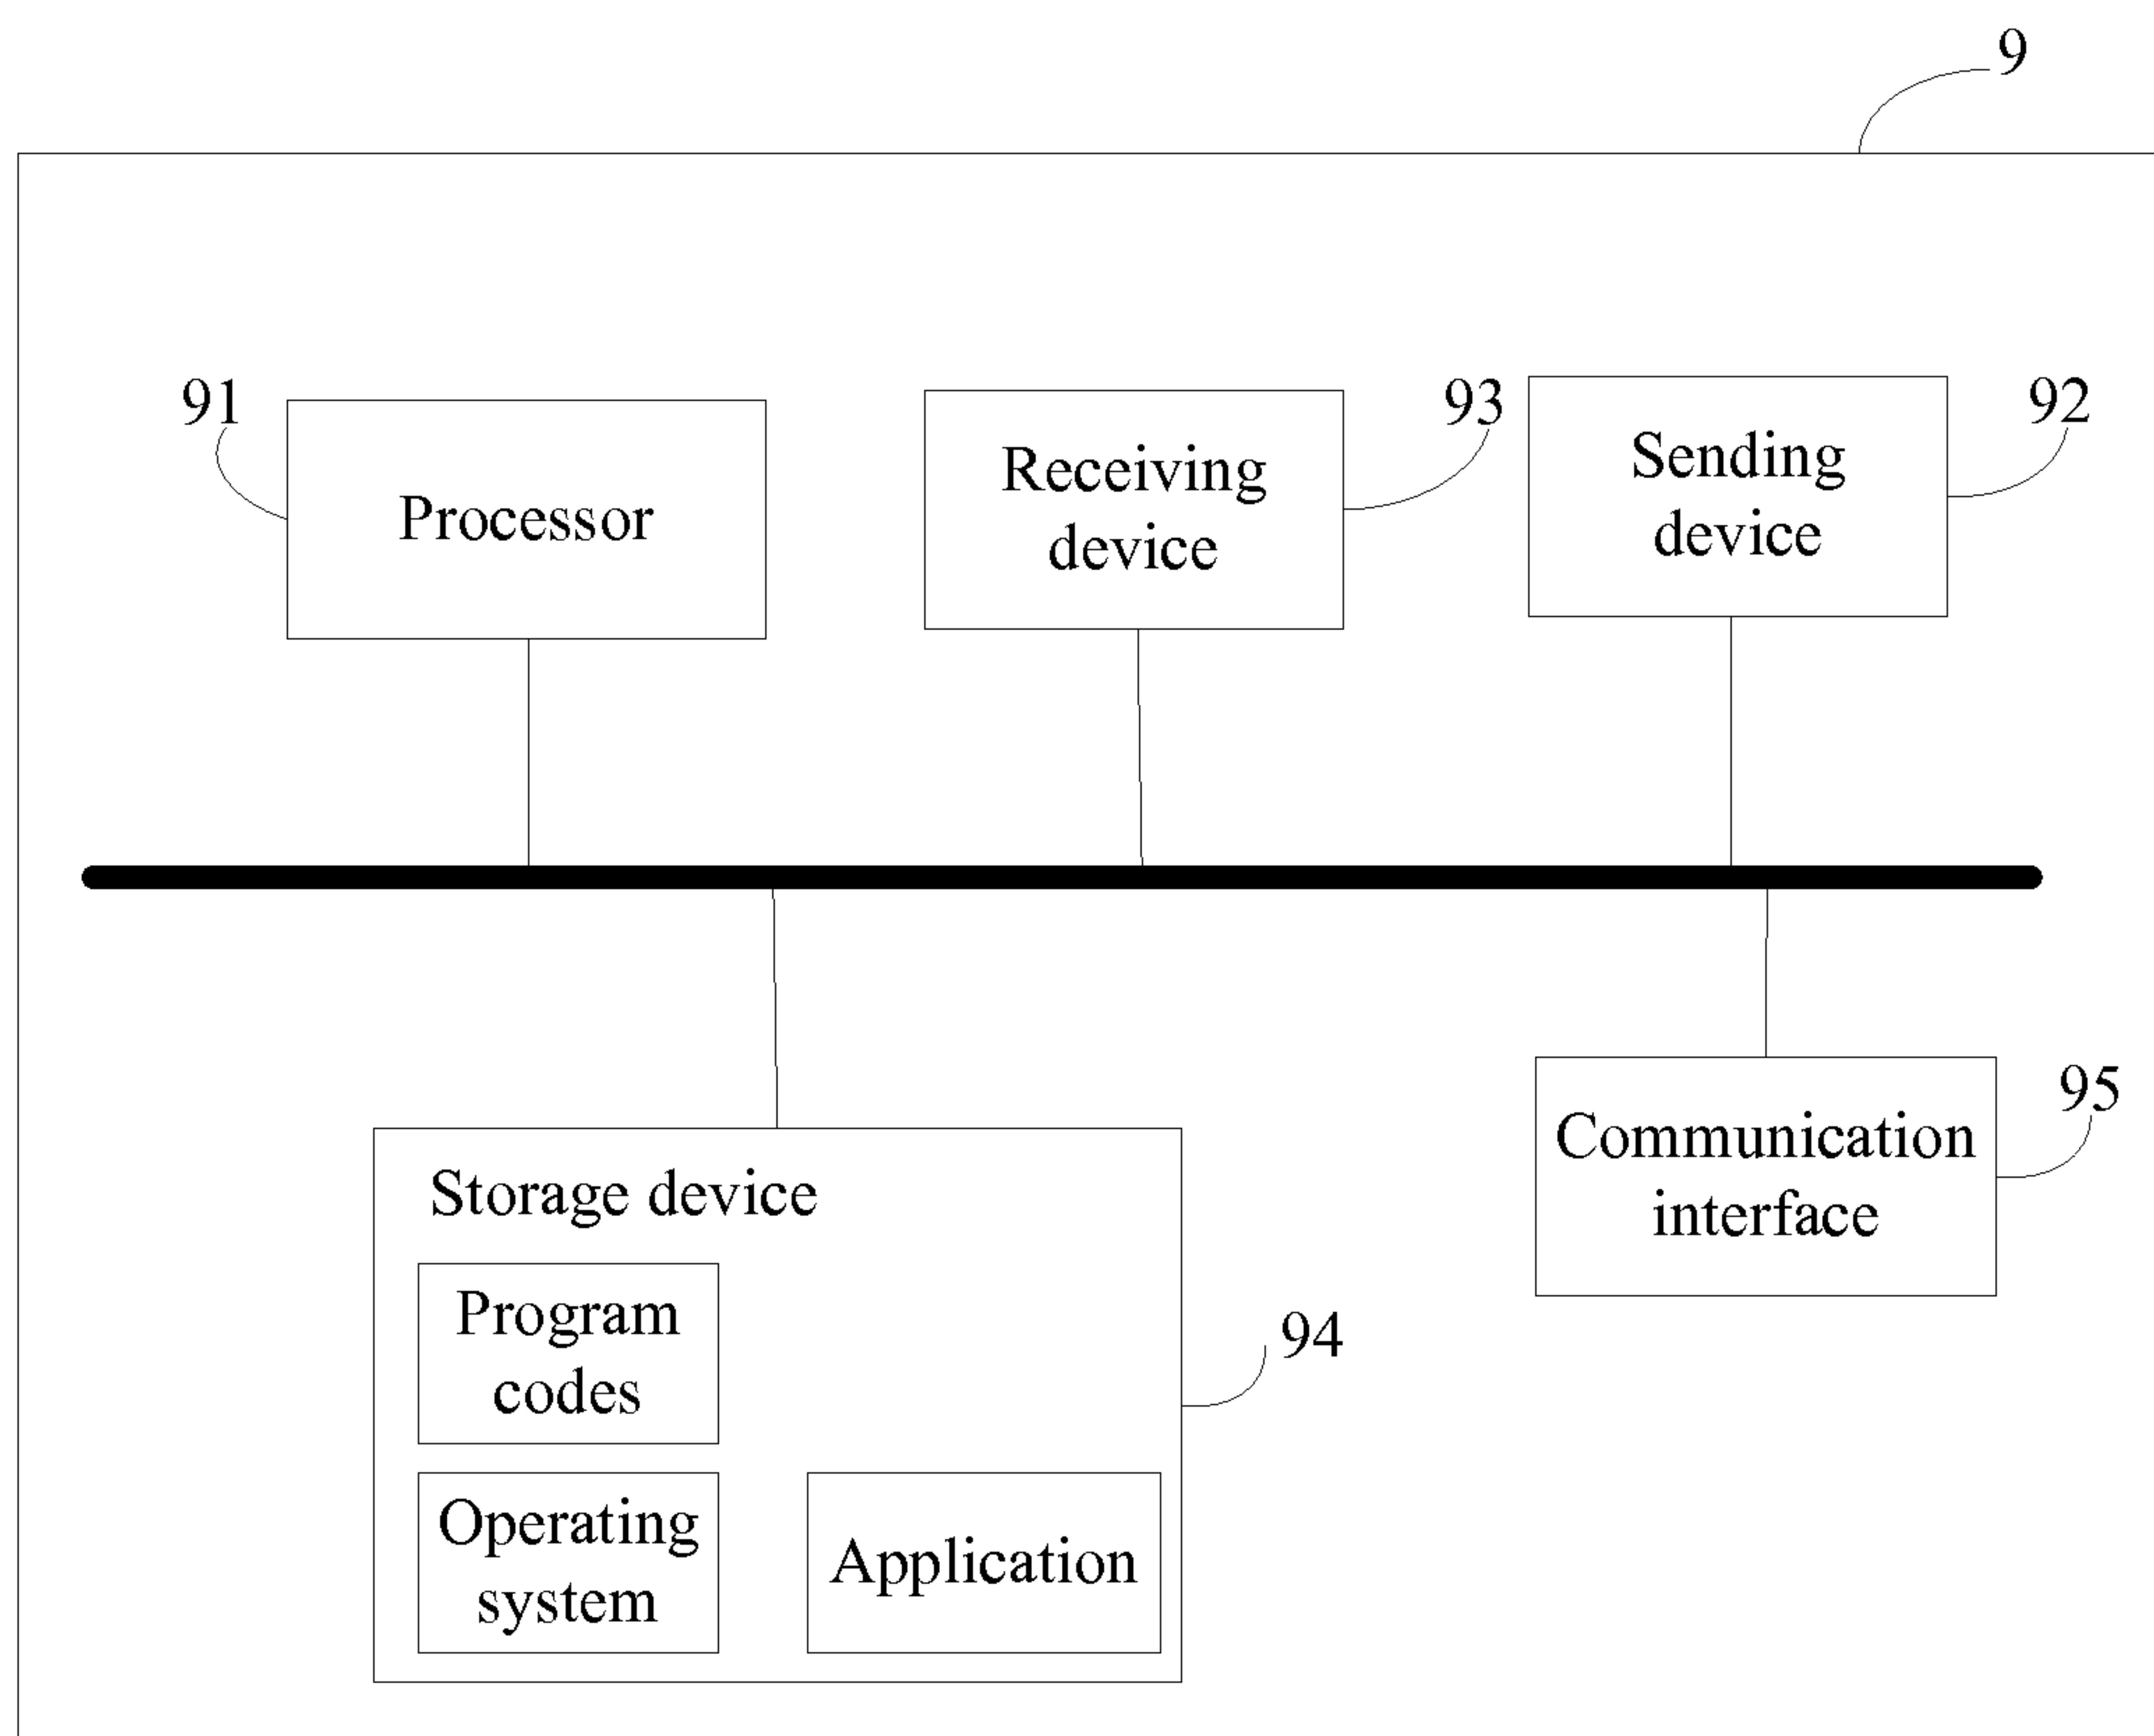 9
91
Processor
Receiving
device
93
Sending
device
92
Storage device
Program
codes
Operating
system
Application
94
Communication
interface
95